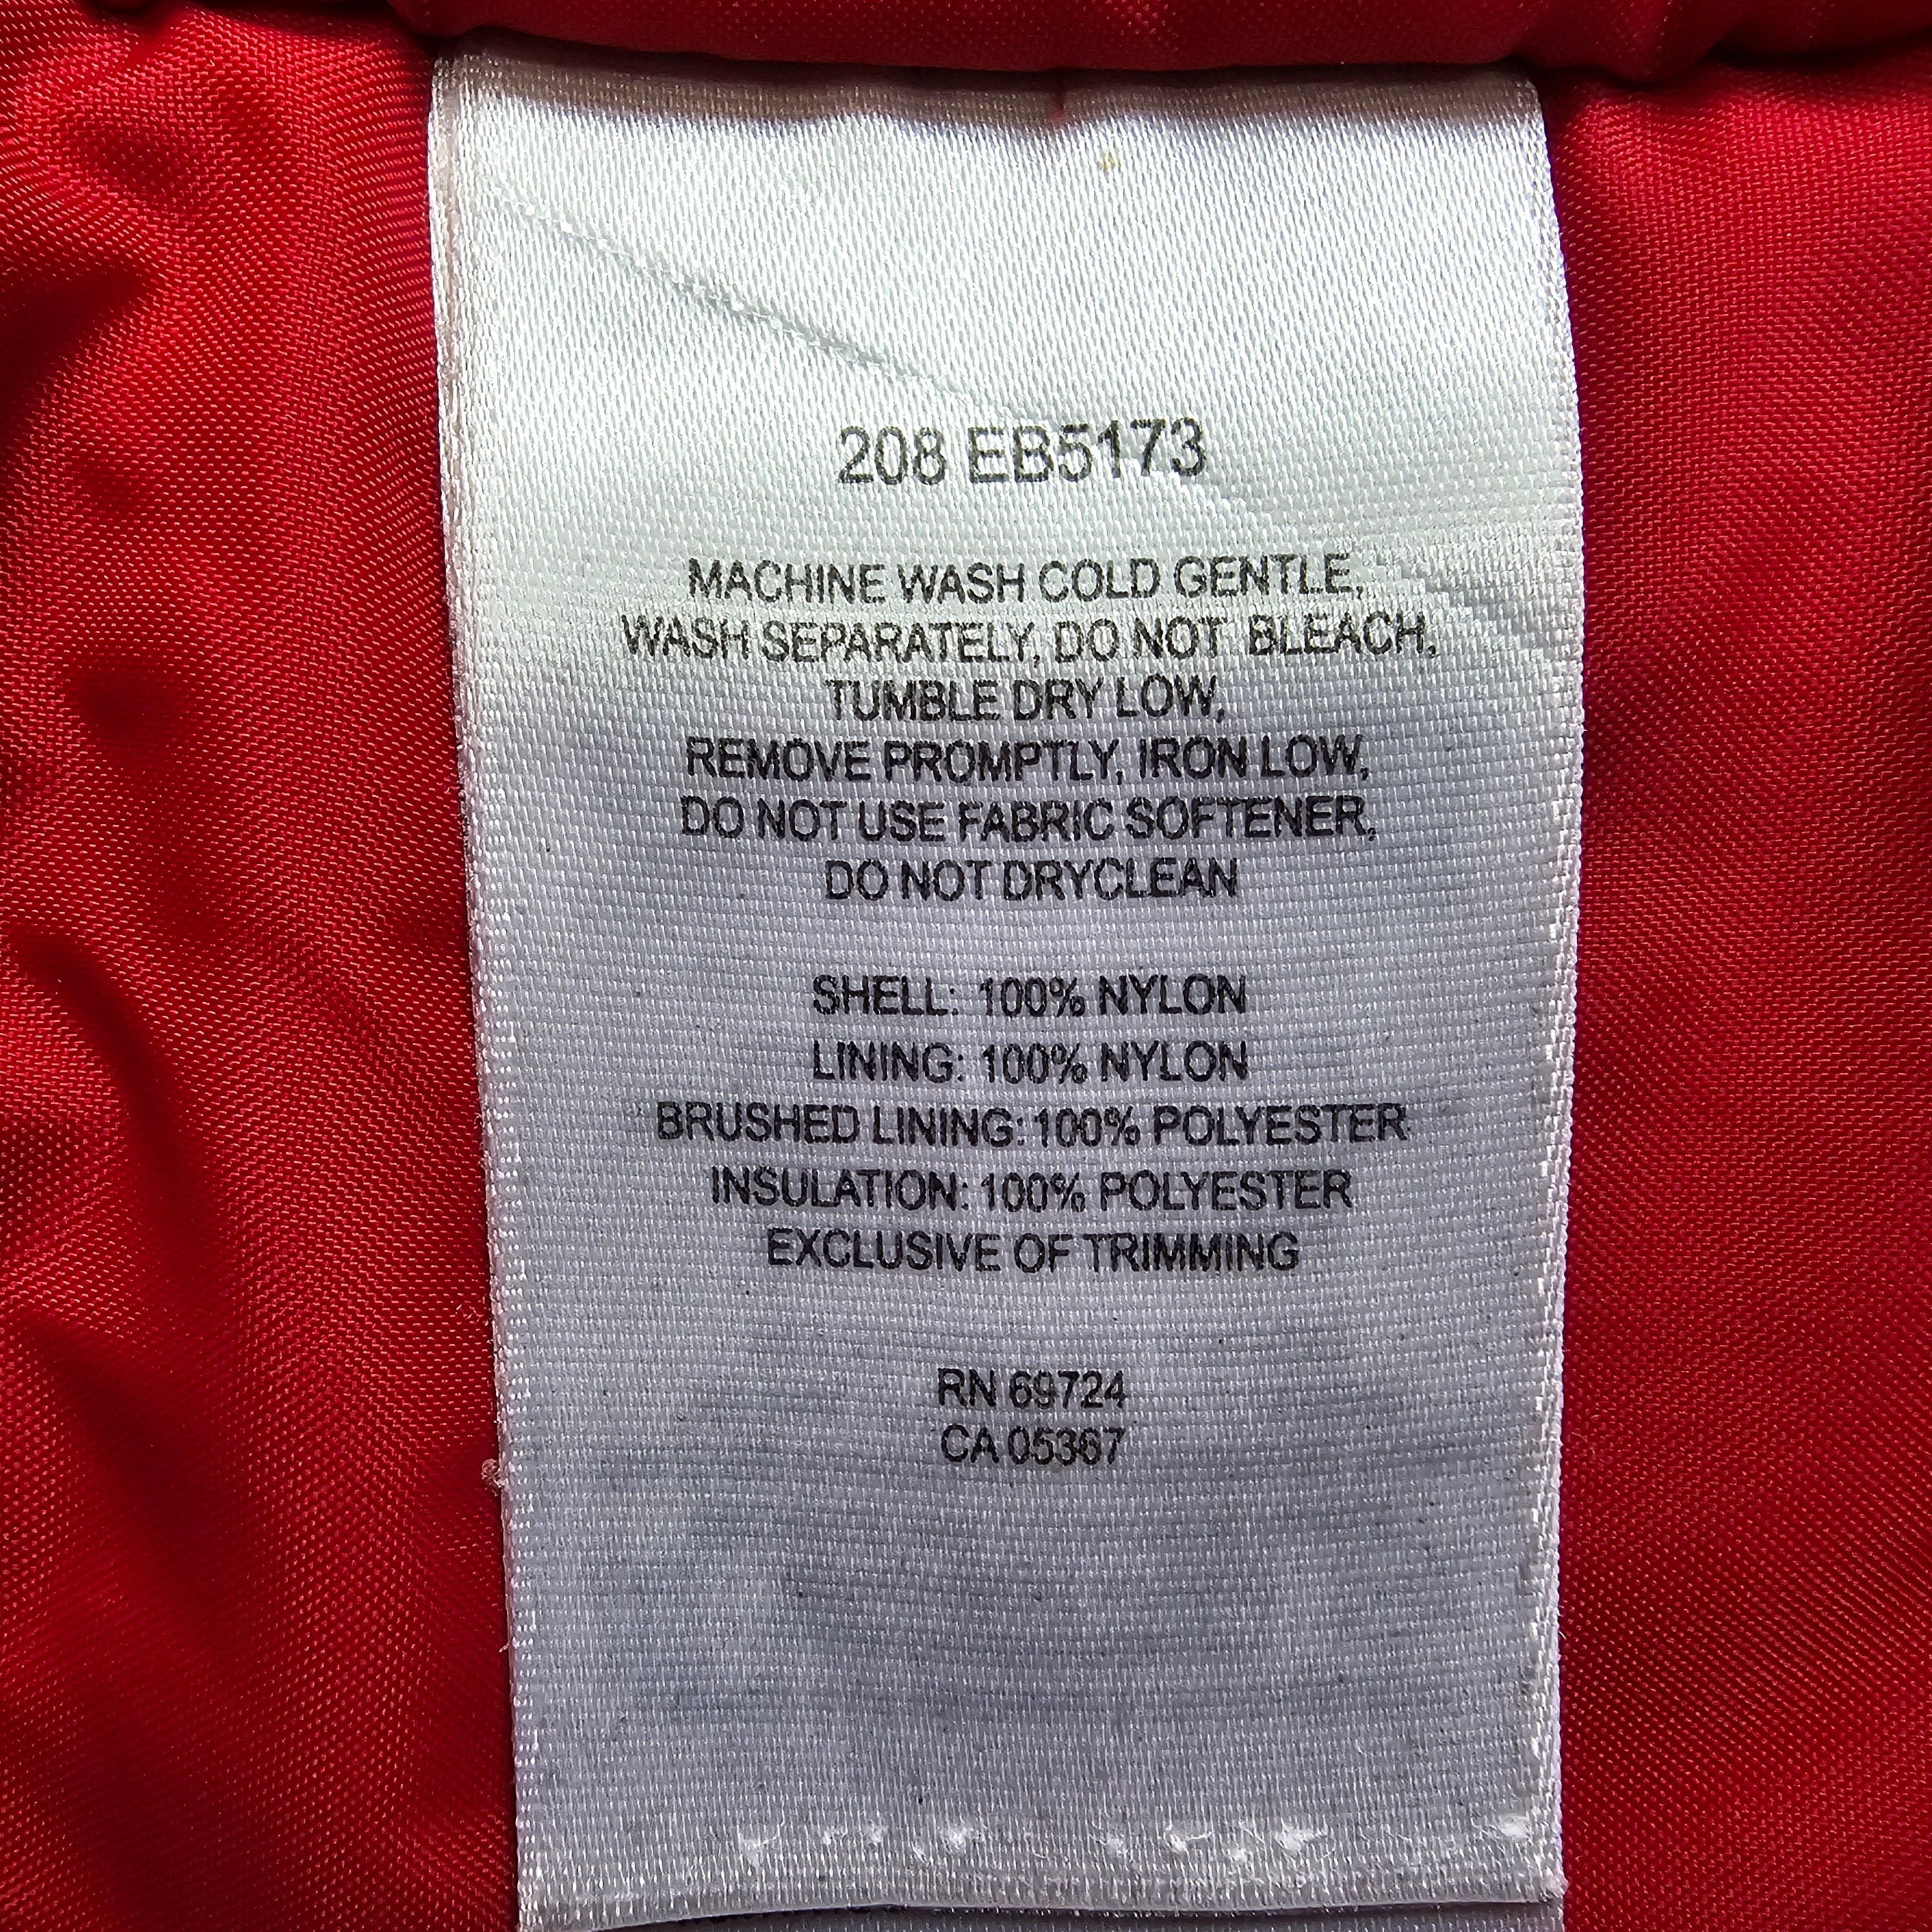 208 EB5173
MACHINE WASH COLD GENTLE,
WASH SEPARATELY, DO NOT BLEACH,
TUMBLE DRY LOW,
REMOVE PROMPTLY, IRON LOW,
DO NOT USE FABRIC SOFTENER,
DO NOT DRYCLEAN
SHELL: 100% NYLON
LINING: 100% NYLON
BRUSHED LINING: 100% POLYESTER
INSULATION: 100% POLYESTER
EXCLUSIVE OF TRIMMING
RN 69724
CA 05367